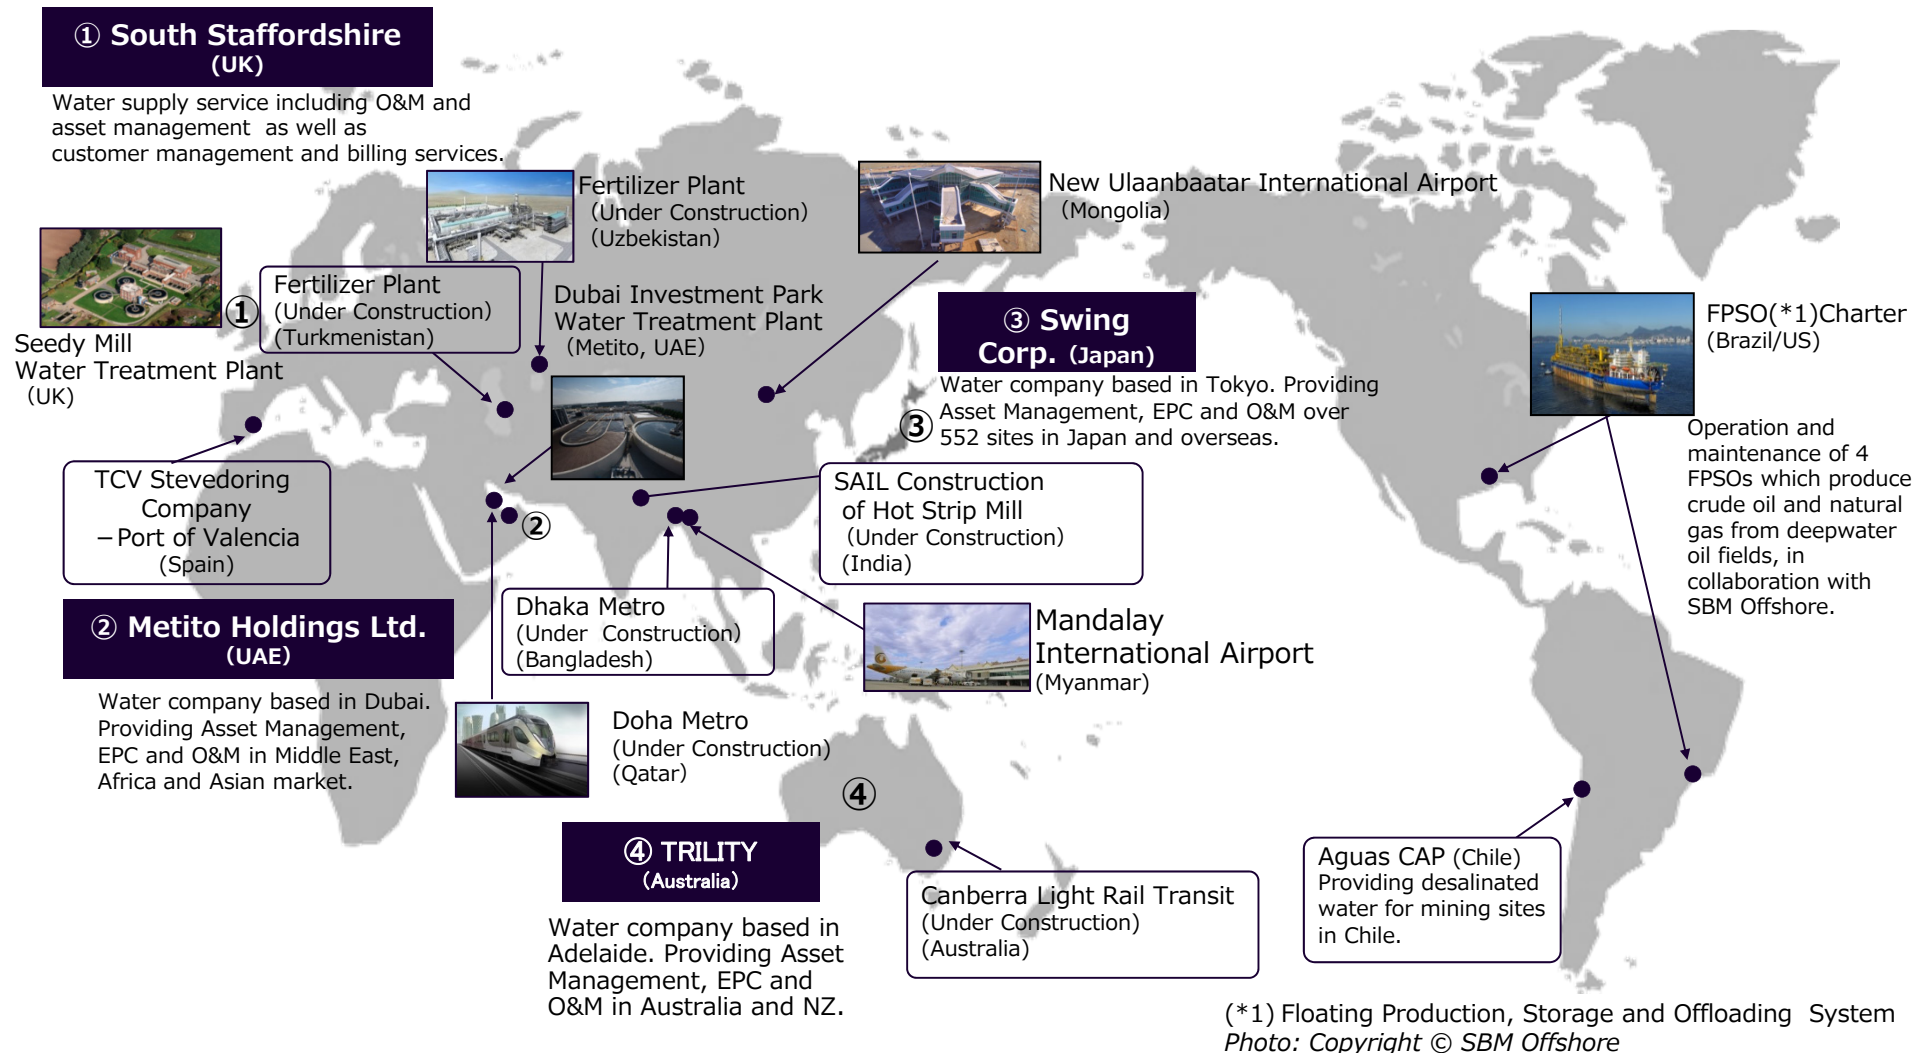 ① South Staffordshire
(UK)
Water supply service including O&M and
asset management as well as
customer management and billing services.
Fertilizer Plant
(Under Construction)
(Uzbekistan)
New Ulaanbaatar International Airport
(Mongolia)
Seedy Mill
Water Treatment Plant
(UK)
①
Fertilizer Plant
(Under Construction)
(Turkmenistan)
Dubai Investment Park
Water Treatment Plant
(Metito, UAE)
③ Swing
Corp. (Japan)
Water company based in Tokyo. Providing
Asset Management, EPC and O&M over
552 sites in Japan and overseas.
③
FPSO(*1)Charter
(Brazil/US)
Operation and
maintenance of 4
FPSOs which produce
crude oil and natural
gas from deepwater
oil fields, in
collaboration with
SBM Offshore.
TCV Stevedoring
Company
－Port of Valencia
(Spain)
②
SAIL Construction
of Hot Strip Mill
(Under Construction)
(India)
② Metito Holdings Ltd.
(UAE)
Water company based in Dubai.
Providing Asset Management,
EPC and O&M in Middle East,
Africa and Asian market.
Dhaka Metro
(Under Construction)
(Bangladesh)
Mandalay
International Airport
(Myanmar)
Doha Metro
(Under Construction)
(Qatar)
④
④ TRILITY
(Australia)
Water company based in
Adelaide. Providing Asset
Management, EPC and
O&M in Australia and NZ.
Canberra Light Rail Transit
(Under Construction)
(Australia)
Aguas CAP (Chile)
Providing desalinated
water for mining sites
in Chile.
(*1) Floating Production, Storage and Offloading System
Photo: Copyright © SBM Offshore